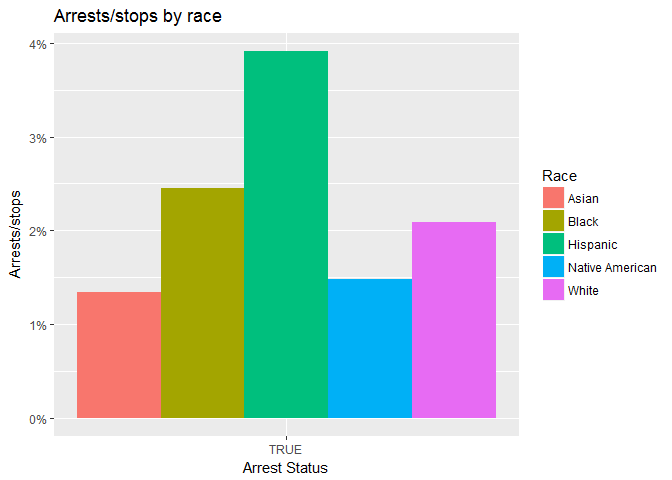 Arrests/stops by race
4%
3%
2%
1%
0%
Arrests/stops
TRUE
Arrest Status
Race
Asian
Black
Hispanic
Native American
White